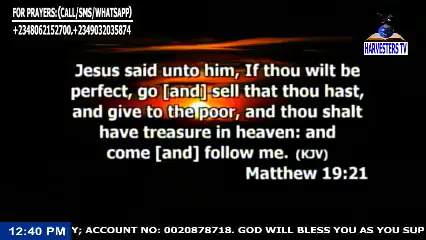 FOR PRAYERS:(CALL/SMS/WHATSAPP)
+2348062152700,+2349032035874
HARVESTERS TV
Jesus said unto him, If thou wilt be
perfect, go [and] sell that thou hast,
and give to the poor, and thou shalt
have treasure in heaven: and
come [and] follow me. (KJV)
Matthew 19:21
12:40 PM
Y; ACCOUNT NO: 0020878718. GOD WILL BLESS YOU AS YOU SUP